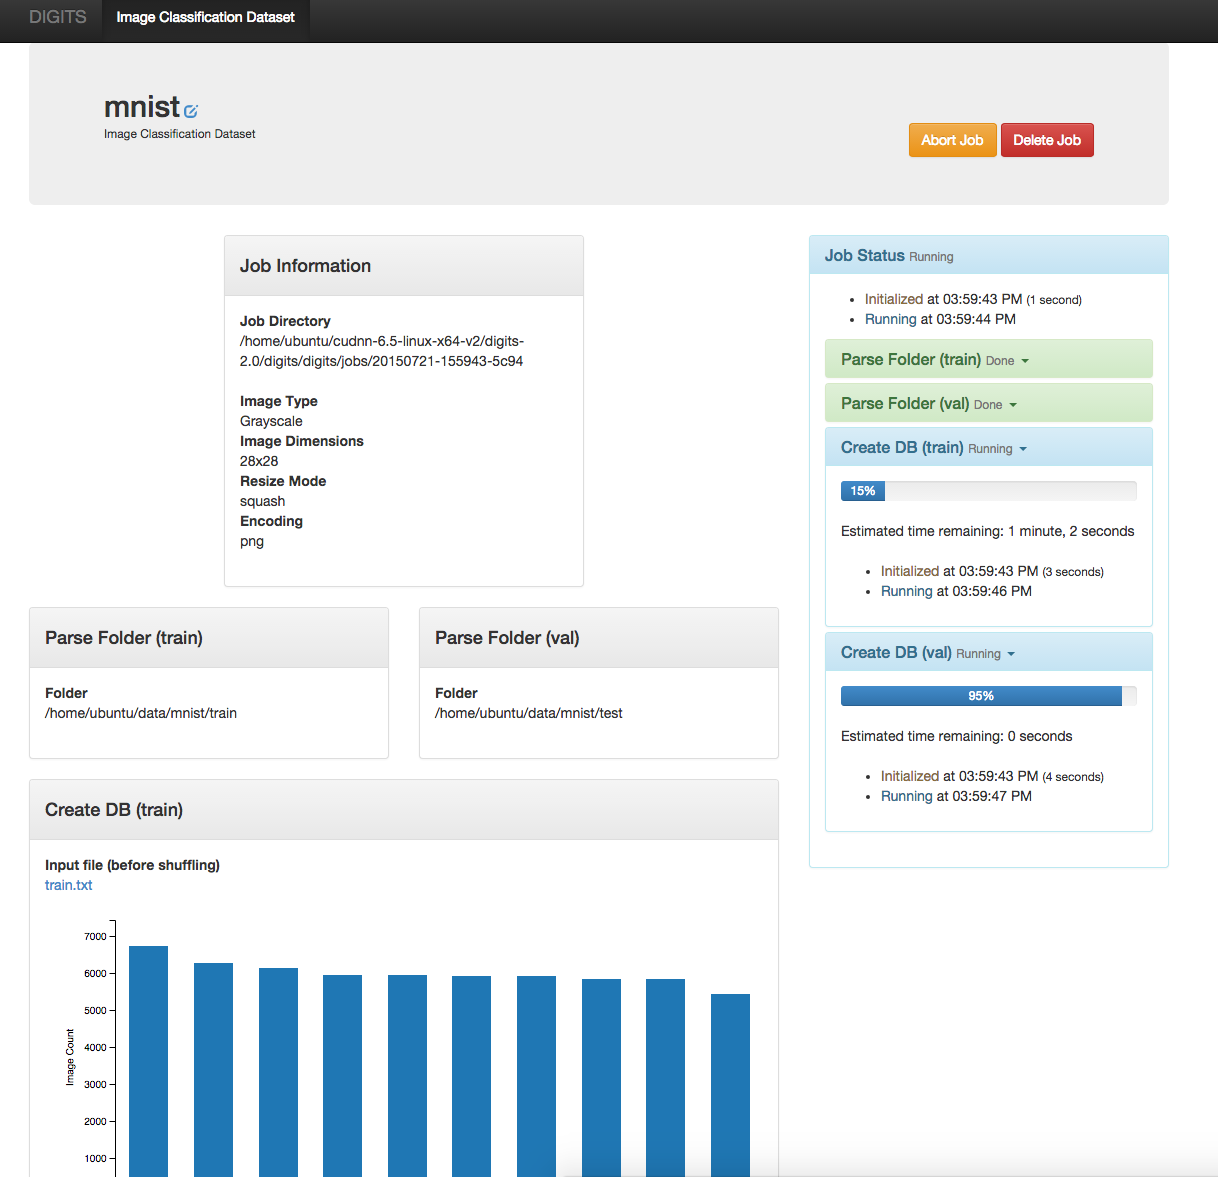 DIGITS
Image Classification Dataset
mnist
Image Classification Dataset
Abort Job
Delete Job
Job Information
Job Directory
/home/ubuntu/cudnn-6.5-linux-x64-v2/digits-
2.0/digits/digits/jobs/20150721-155943-5c94
Image Type
Grayscale
Image Dimensions
28x28
Resize Mode
squash
Encoding
png
Parse Folder (train)
Folder
/home/ubuntu/data/mnist/train
Parse Folder (val)
Folder
/home/ubuntu/data/mnist/test
Create DB (train)
Input file (before shuffling)
train.txt
Image Count
7000
6000
5000
4000
3000
2000
1000
Job Status Running
Initialized at 03:59:43 PM (1 second)
Running at 03:59:44 PM
Parse Folder (train) Done
Parse Folder (val) Done
Create DB (train) Running
15%
Estimated time remaining: 1 minute, 2 seconds
Initialized at 03:59:43 PM (3 seconds)
Running at 03:59:46 PM
Create DB (val) Running
95%
Estimated time remaining: 0 seconds
Initialized at 03:59:43 PM (4 seconds)
Running at 03:59:47 PM